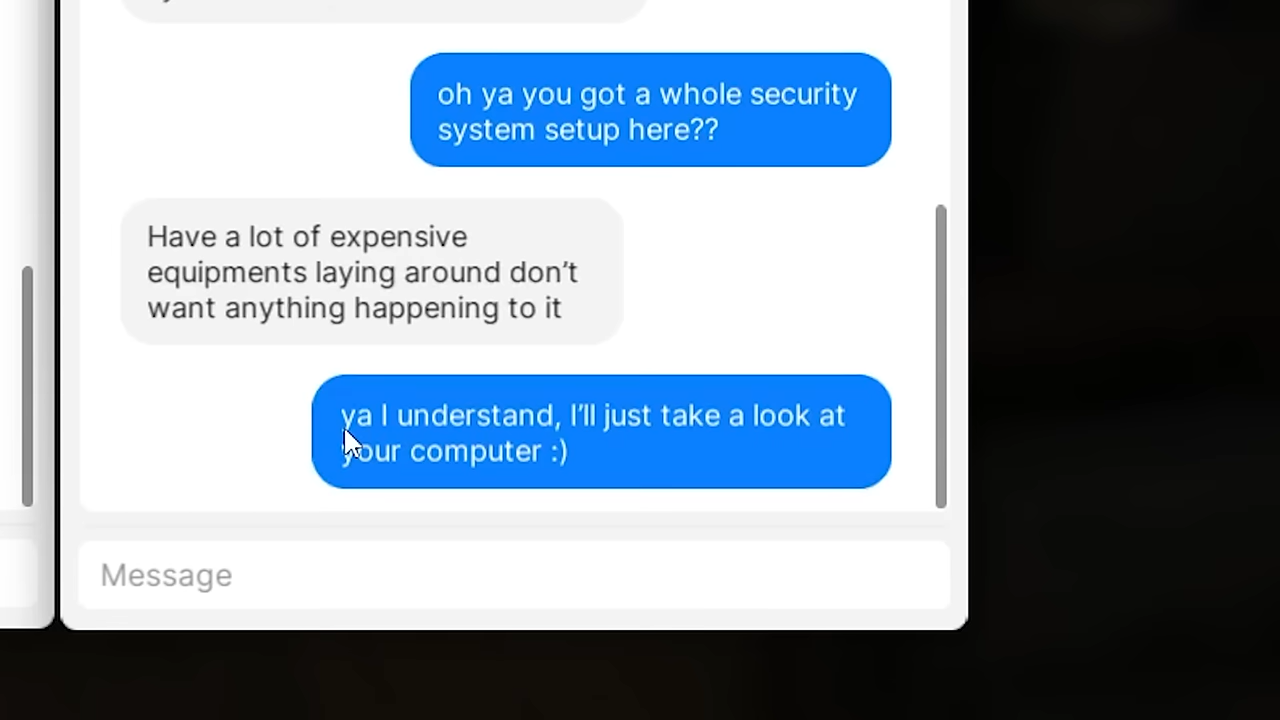 oh ya you got a whole security
system setup here??
Have a lot of expensive
equipments laying around don’t
want anything happening to it
ya I understand, I’ll just take a look at
your computer :)
Message